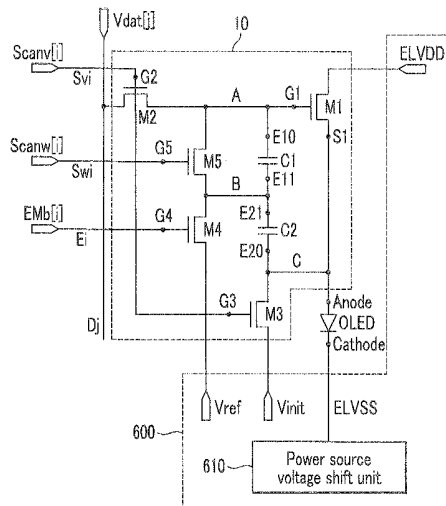 Vdat[j]
10
ELVDD
Scanv[i]
Svi
G2
M2
A
G1
M1
S1
E10
C1
E11
Scanw[i]
Swi
G5
M5
B
E21
C2
E20
EMb[i]
Ei
G4
M4
C
G3
M3
Anode
OLED
Cathode
Dj
Vref
Vinit
ELVSS
600
610
Power source
voltage shift unit